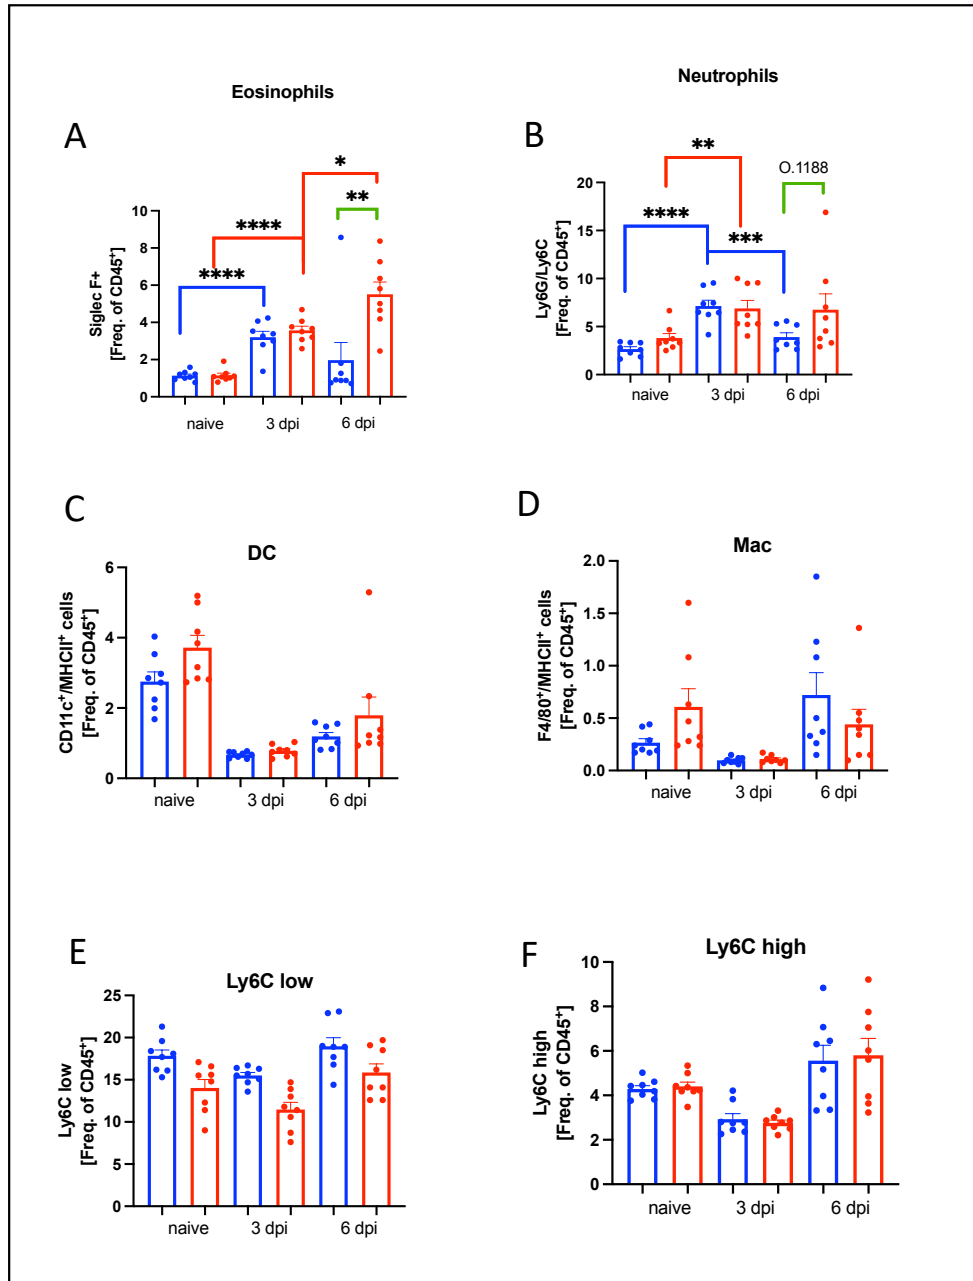 Eosinophils
A
Siglec F+
[Freq. of CD45⁺]
10
8
6
4
2
0
****
****
*
**
naive
3 dpi
6 dpi
Neutrophils
B
Ly6G/Ly6C
[Freq. of CD45⁺]
20
15
10
5
0
****
**
***
O.1188
naive
3 dpi
6 dpi
C
DC
CD11c⁺/MHCII⁺ cells
[Freq. of CD45⁺]
6
4
2
0
naive
3 dpi
6 dpi
D
Mac
F4/80⁺/MHCII⁺ cells
[Freq. of CD45⁺]
2.0
1.5
1.0
0.5
0.0
naive
3 dpi
6 dpi
E
Ly6C low
Ly6C low
[Freq. of CD45⁺]
25
20
15
10
5
0
naive
3 dpi
6 dpi
F
Ly6C high
Ly6C high
[Freq. of CD45⁺]
10
8
6
4
2
0
naive
3 dpi
6 dpi